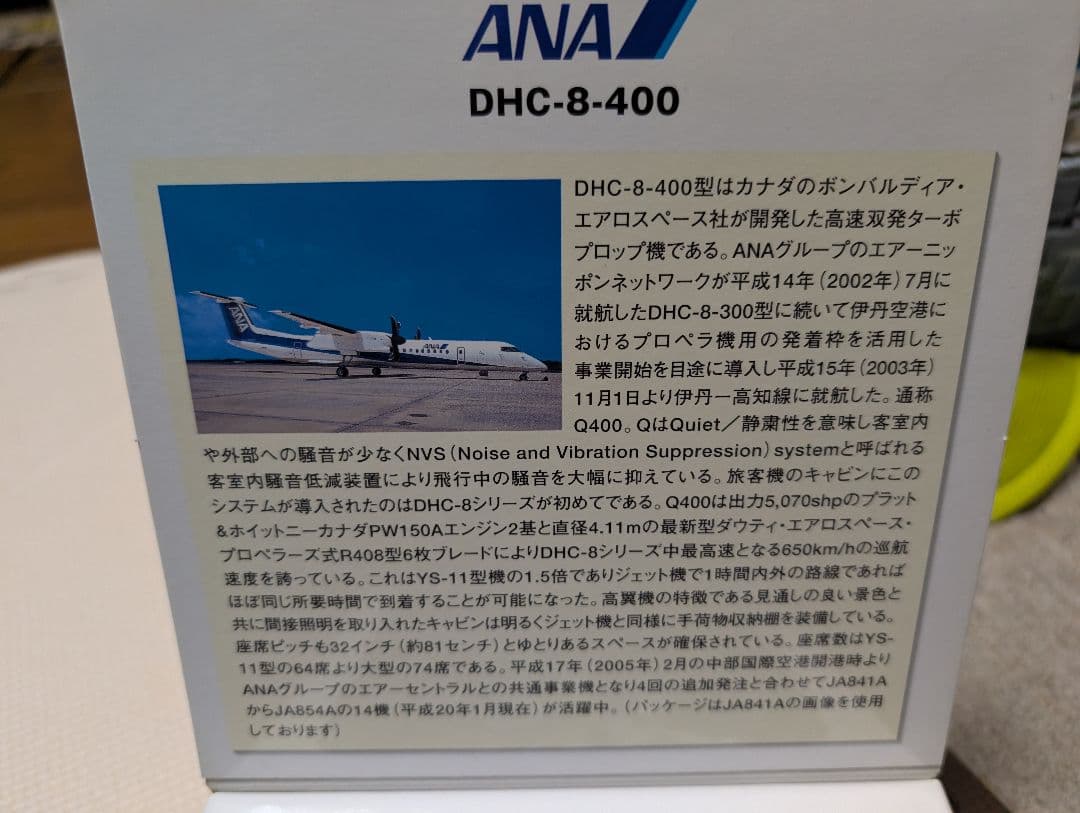 ANA
DHC-8-400
DHC-8-400型はカナダのボンバルディア・
エアロスペース社が開発した高速双発ターボ
プロップ機である。ANAグループのエアーニッ
ポンネットワークが平成14年（2002年）7月に
就航したDHC-8-300型に続いて伊丹空港に
おけるプロペラ機用の発着枠を活用した
事業開始を目途に導入し平成15年（2003年）
11月1日より伊丹ー高知線に就航した。通称
Q400。QはQuiet／静粛性を意味し客室内
や外部への騒音が少なくNVS（Noise and Vibration Suppression）systemと呼ばれる
客室内騒音低減装置により飛行中の騒音を大幅に抑えている。旅客機のキャビンにこの
システムが導入されたのはDHC-8シリーズが初めてである。Q400は出力5,070shpのプラット
＆ホイットニーカナダPW150Aエンジン2基と直径4.11mの最新型ダウティ・エアロスペース・
プロペラーズ式R408型6枚ブレードによりDHC-8シリーズ中最高速となる650km/hの巡航
速度を誇っている。これはYS-11型機の1.5倍でありジェット機で1時間内外の路線であれば
ほぼ同じ所要時間で到着することが可能になった。高翼機の特徴である見通しの良い景色と
共に間接照明を取り入れたキャビンは明るくジェット機と同様に手荷物収納棚を装備している。
座席ピッチも32インチ（約81センチ）とゆとりあるスペースが確保されている。座席数はYS-
11型の64席より大型の74席である。平成17年（2005年）2月の中部国際空港開港時より
ANAグループのエアーセントラルとの共通事業機となり4回の追加発注と合わせてJA841A
からJA854Aの14機（平成20年1月現在）が活躍中。（パッケージはJA841Aの画像を使用
しております）
ANA
ANA